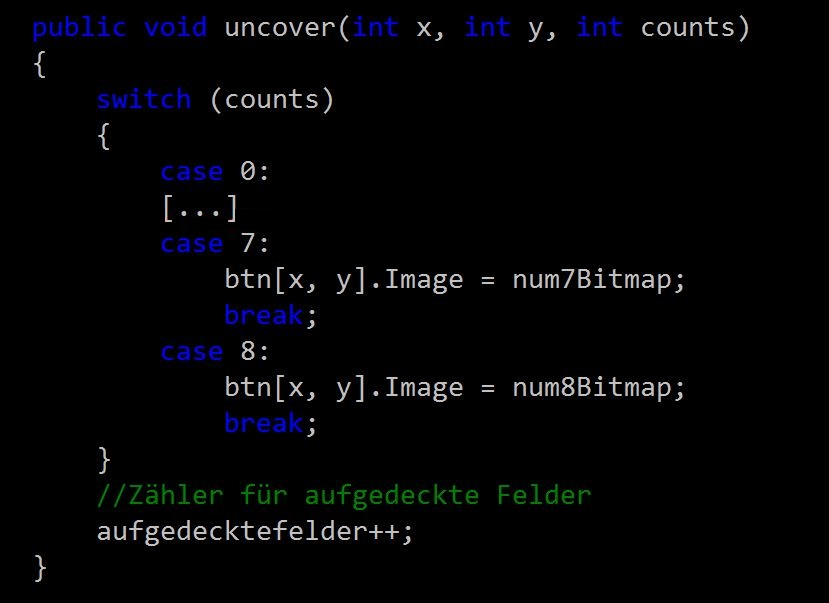 public void uncover(int x, int y, int counts)
{
    switch (counts)
    {
        case 0:
        [...]
        case 7:
            btn[x, y].Image = num7Bitmap;
            break;
        case 8:
            btn[x, y].Image = num8Bitmap;
            break;
    }
    //Zähler für aufgedeckte Felder
    aufgedecktefelder++;
}